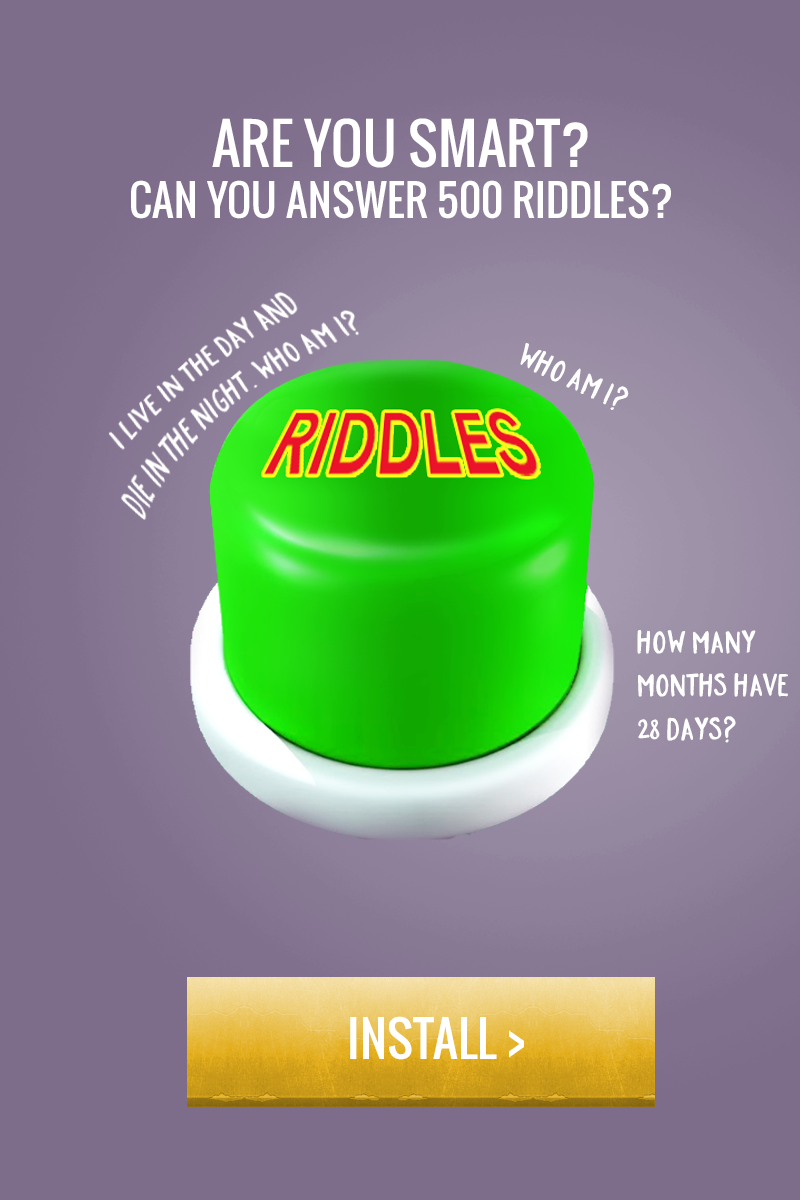 ARE YOU SMART?
CAN YOU ANSWER 500 RIDDLES?
I LIVE IN THE DAY AND
DIE IN THE NIGHT. WHO AM I?
WHO AM I?
RIDDLES
HOW MANY
MONTHS HAVE
28 DAYS?
INSTALL >